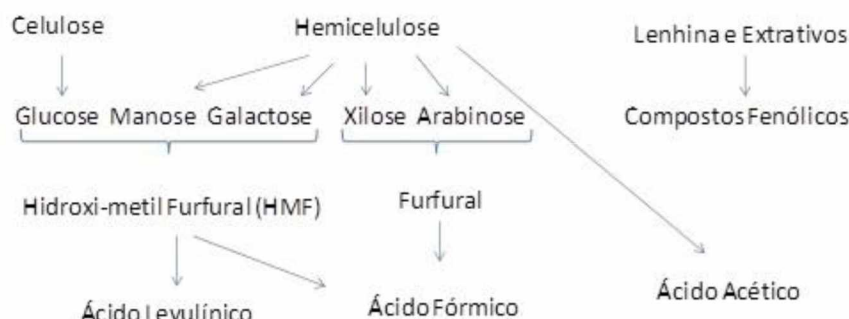 Celulose Hemicelulose Lenhina e Extrativos
Glucose Manose Galactose Xilose Arabinose Compostos Fenólicos
Hidroxi-metil Furfural (HMF) Furfural
Ácido Levulínico Ácido Fórmico Ácido Acético